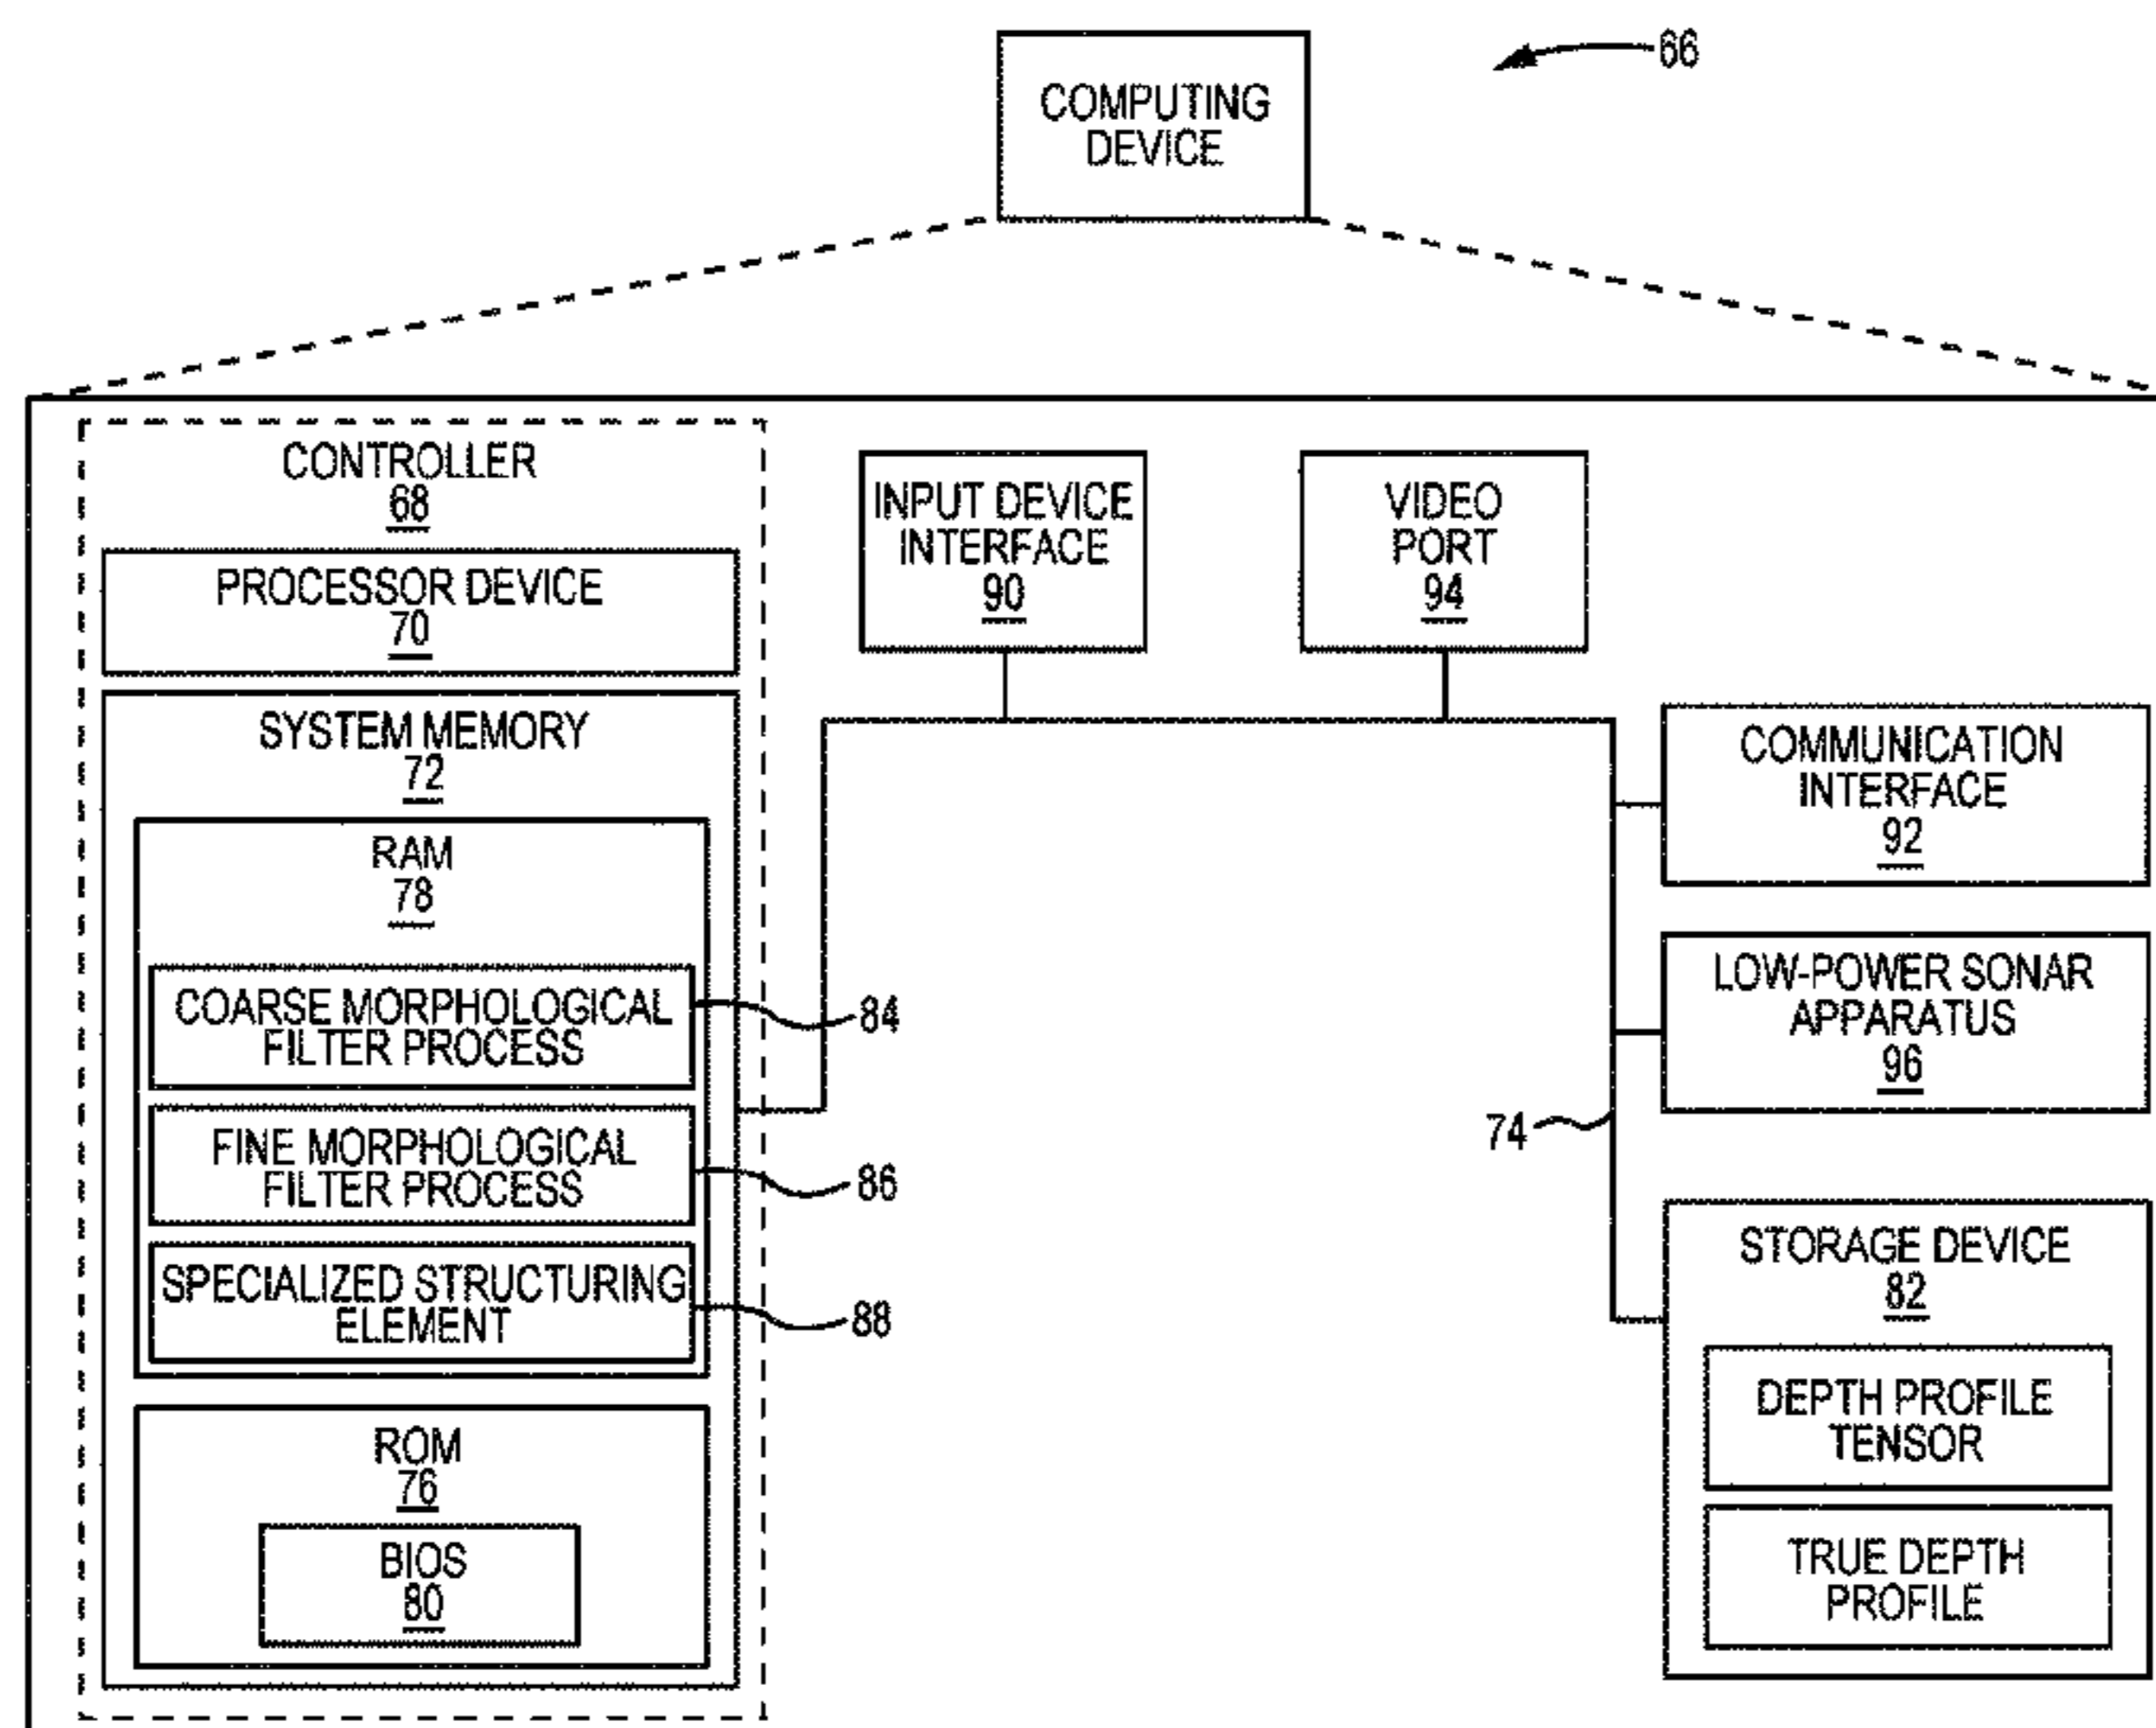 66
COMPUTING
DEVICE
CONTROLLER
68
PROCESSOR DEVICE
70
SYSTEM MEMORY
72
RAM
78
COARSE MORPHOLOGICAL
FILTER PROCESS
84
FINE MORPHOLOGICAL
FILTER PROCESS
86
SPECIALIZED STRUCTURING
ELEMENT
88
ROM
76
BIOS
80
INPUT DEVICE
INTERFACE
90
VIDEO
PORT
94
74
COMMUNICATION
INTERFACE
92
LOW-POWER SONAR
APPARATUS
96
STORAGE DEVICE
82
DEPTH PROFILE
TENSOR
TRUE DEPTH
PROFILE